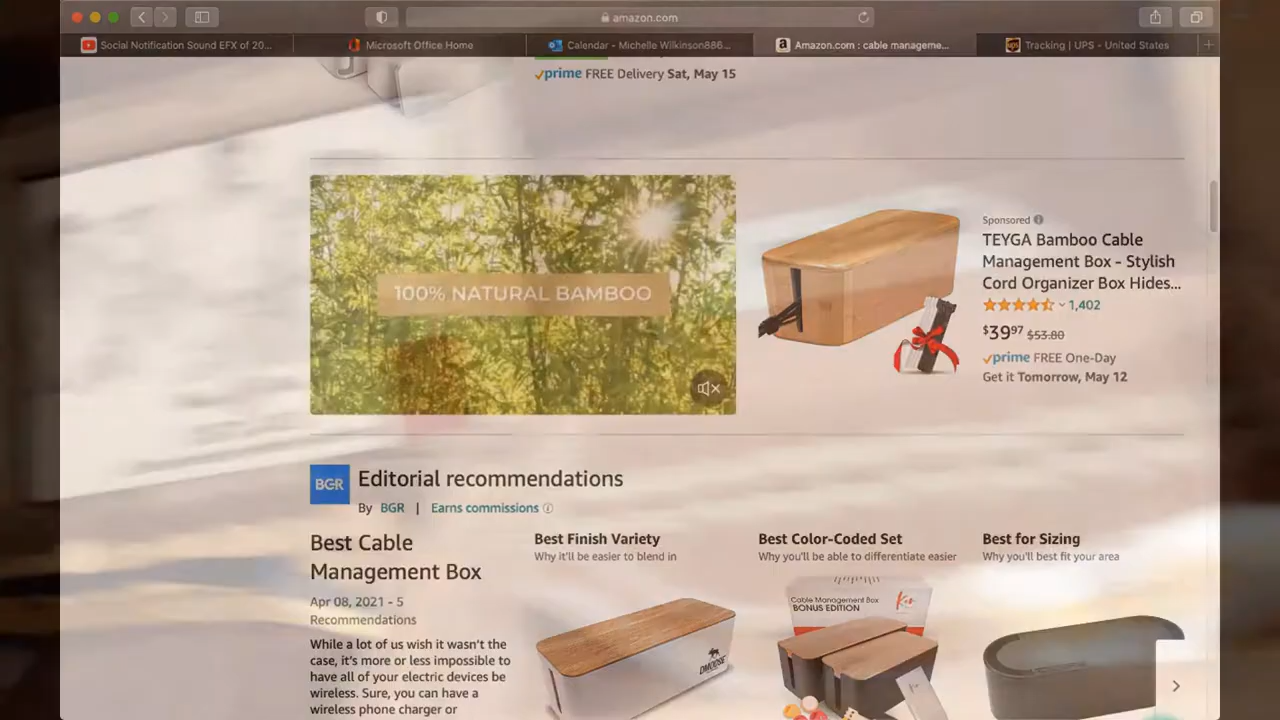 amazon.com
Social Notification Sound EFX of 20...
Microsoft Office Home
Calendar - Michelle Wilkinson886...
a
Amazon.com : cable manageme...
ups
Tracking | UPS - United States
prime FREE Delivery Sat, May 15
100% NATURAL BAMBOO
Sponsored
TEYGA Bamboo Cable
Management Box - Stylish
Cord Organizer Box Hides...
1,402
$3997 $53.80
prime FREE One-Day
Get it Tomorrow, May 12
BGR
Editorial recommendations
By BGR | Earns commissions
Best Cable
Management Box
Apr 08, 2021 - 5
Recommendations
While a lot of us wish it wasn't the
case, it's more or less impossible to
have all of your electric devices be
wireless. Sure, you can have a
wireless phone charger or
Best Finish Variety
Why it'll be easier to blend in
DMOOSE
Best Color-Coded Set
Why you'll be able to differentiate easier
Cable Management Box
BONUS EDITION
Best for Sizing
Why you'll best fit your area